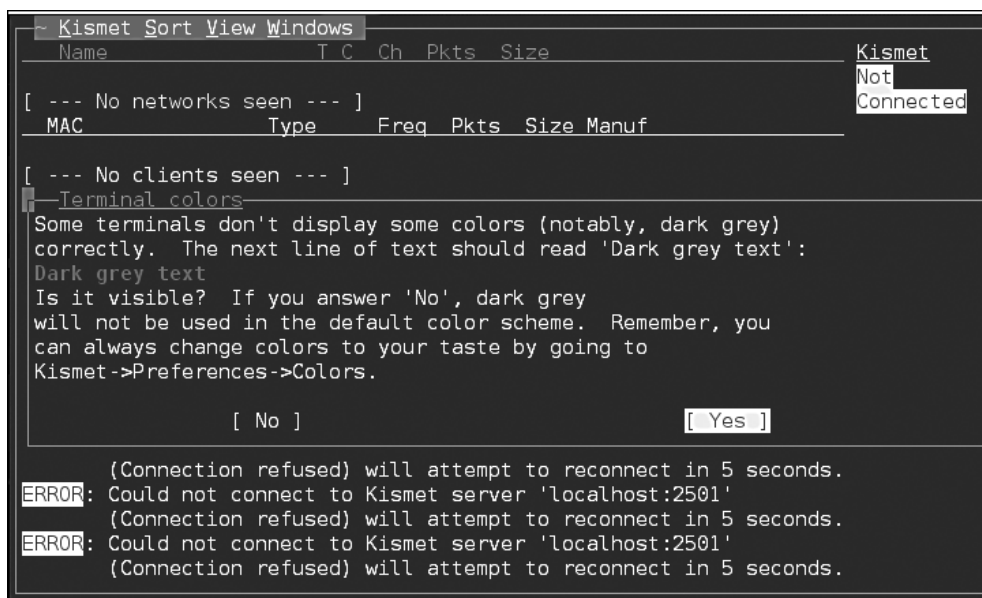 ~ Kismet Sort View Windows
Name T C Ch Pkts Size
Kismet
Not
Connected
[ --- No networks seen --- ]
MAC Type Freq Pkts Size Manuf
[ --- No clients seen --- ]
Terminal colors
Some terminals don't display some colors (notably, dark grey)
correctly. The next line of text should read 'Dark grey text':
Dark grey text
Is it visible? If you answer 'No', dark grey
will not be used in the default color scheme. Remember, you
can always change colors to your taste by going to
Kismet->Preferences->Colors.
[ No ] [ Yes ]
(Connection refused) will attempt to reconnect in 5 seconds.
ERROR: Could not connect to Kismet server 'localhost:2501'
(Connection refused) will attempt to reconnect in 5 seconds.
ERROR: Could not connect to Kismet server 'localhost:2501'
(Connection refused) will attempt to reconnect in 5 seconds.